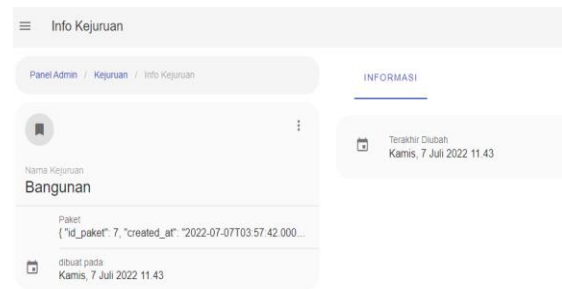 Info Kejuruan
Panel Admin / Kejuruan / Info Kejuruan
INFORMASI
Terakhir Diubah
Kamis, 7 Juli 2022 11.43
Nama Kejuruan
Bangunan
Paket
{ "id_paket": 7, "created_at": "2022-07-07T03:57:42.000...
dibuat pada
Kamis, 7 Juli 2022 11.43